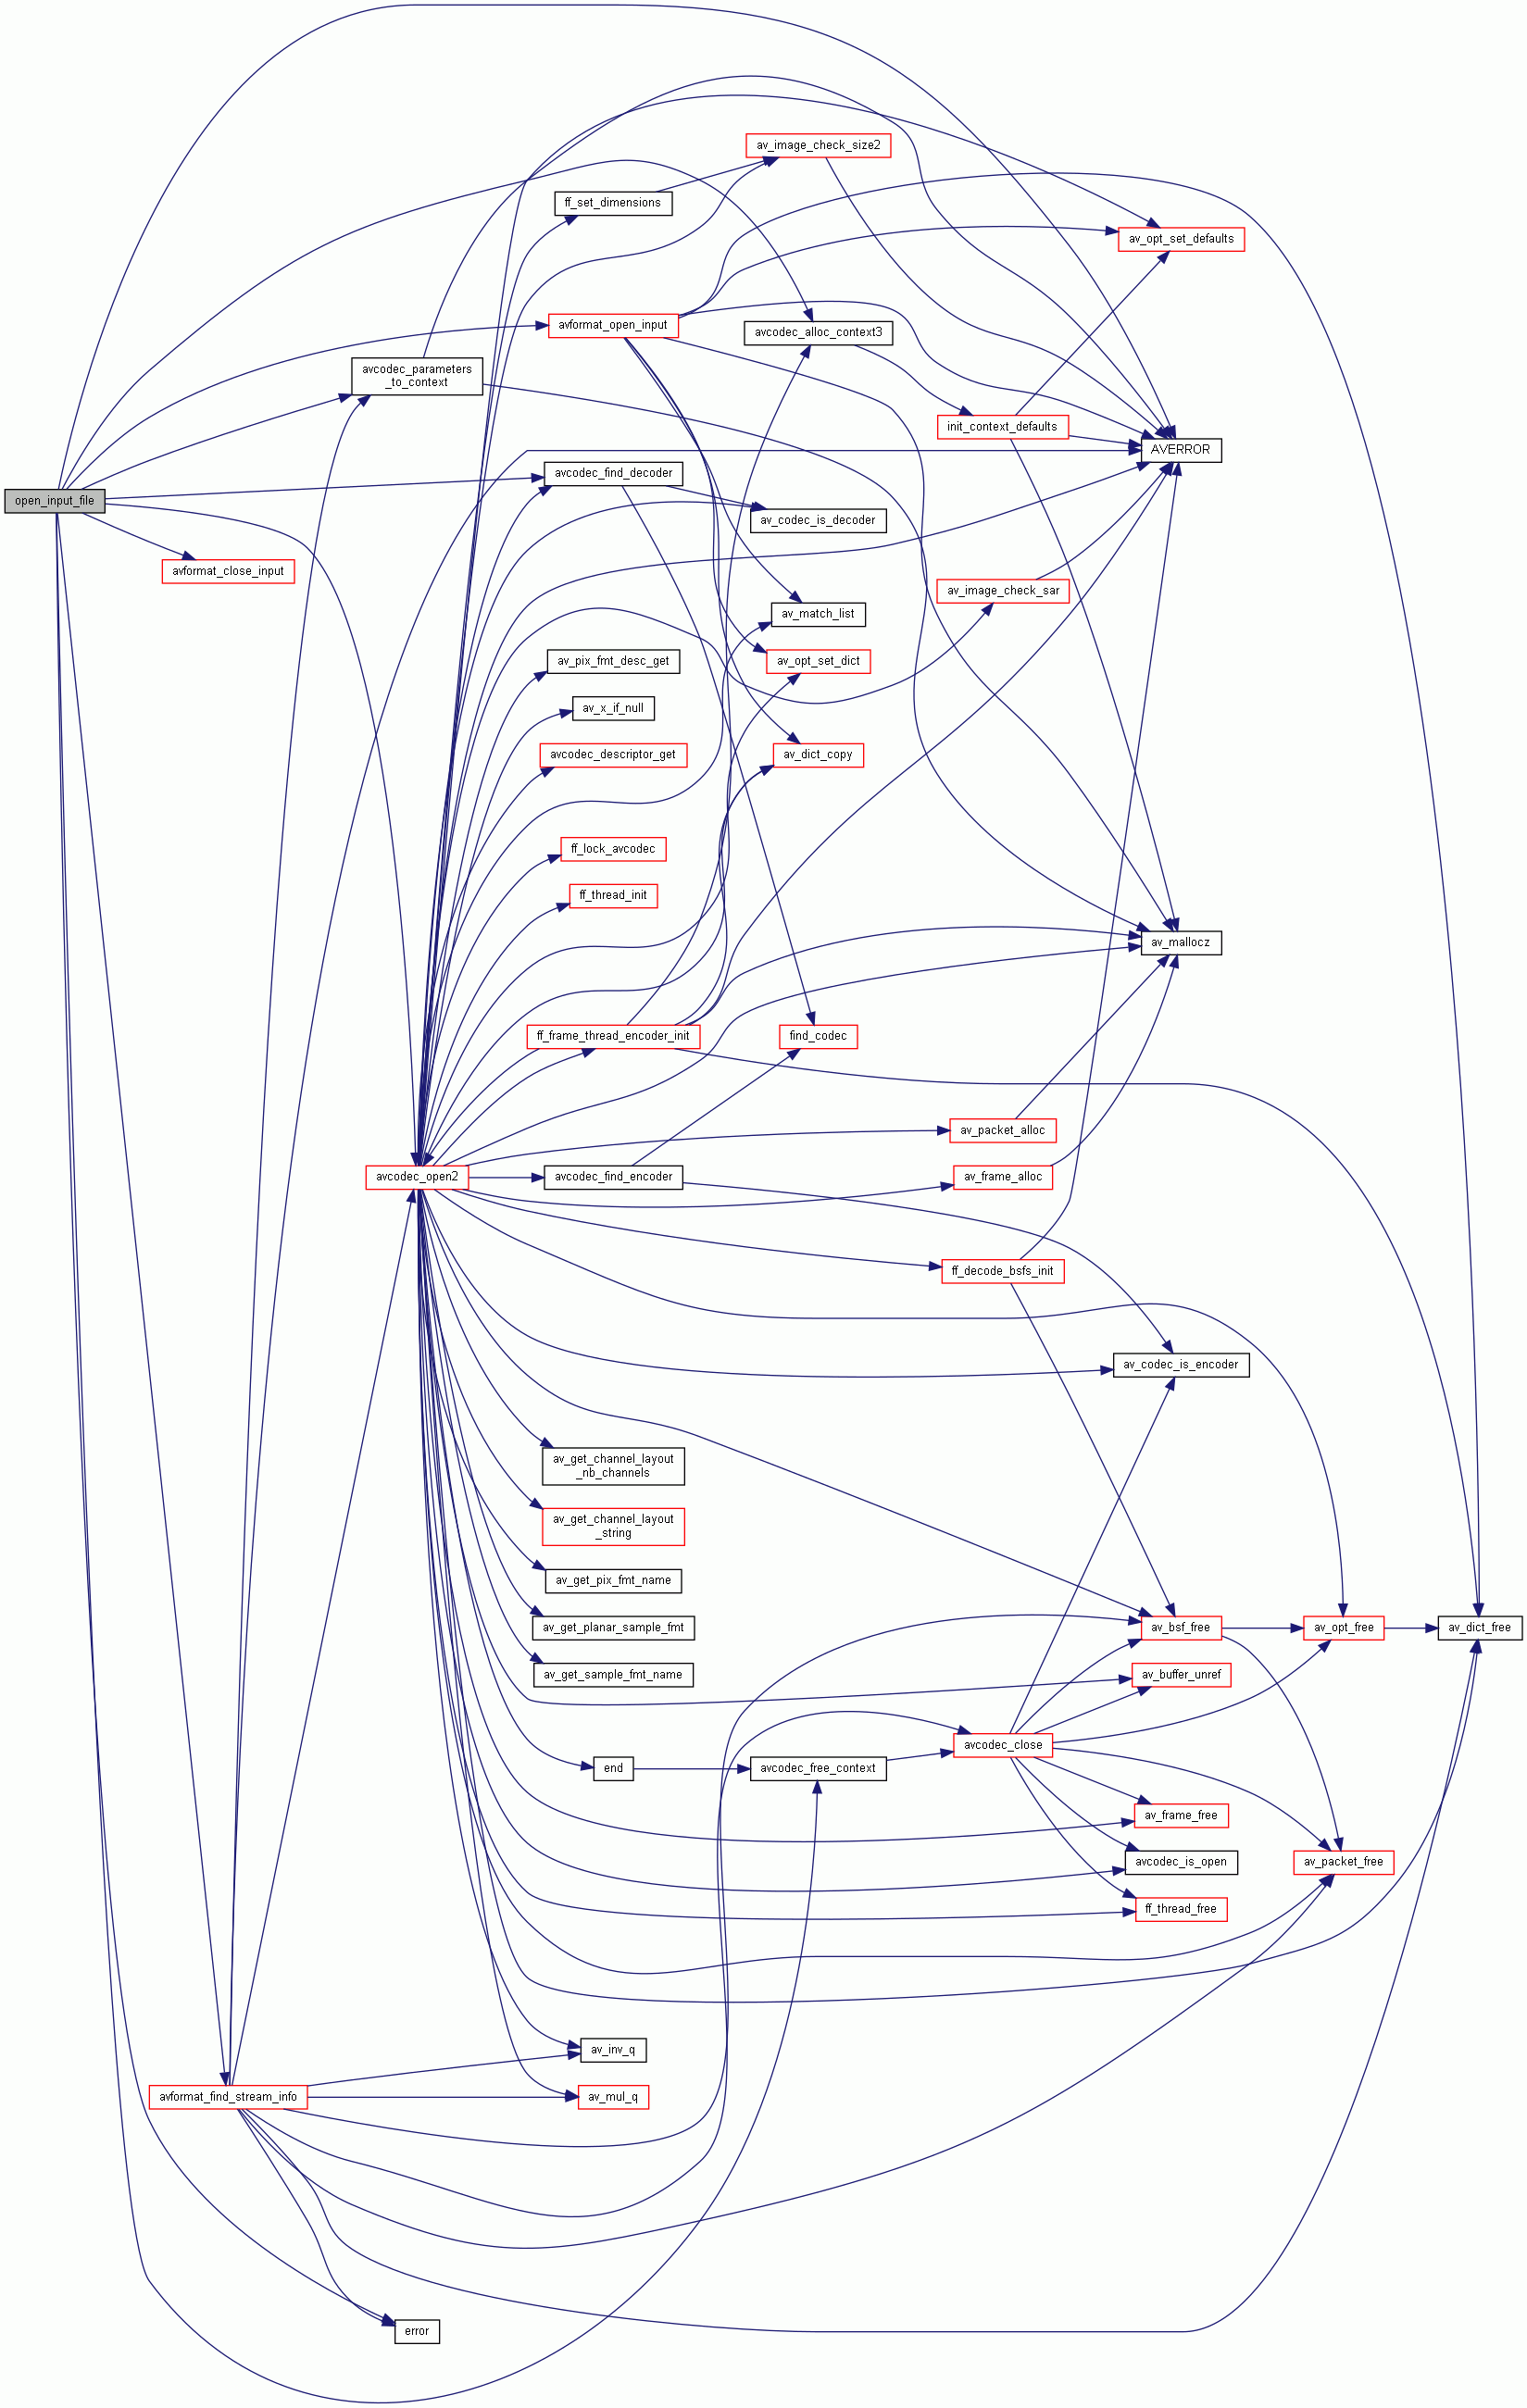 av_image_check_size2
ff_set_dimensions
av_opt_set_defaults
avformat_open_input
avcodec_alloc_context3
avcodec_parameters
_to_context
init_context_defaults
AVERROR
avcodec_find_decoder
open_input_file
av_codec_is_decoder
avformat_close_input
av_image_check_sar
av_match_list
av_pix_fmt_desc_get
av_opt_set_dict
av_x_if_null
avcodec_descriptor_get
av_dict_copy
ff_lock_avcodec
ff_thread_init
av_mallocz
ff_frame_thread_encoder_init
find_codec
av_packet_alloc
avcodec_open2
avcodec_find_encoder
av_frame_alloc
ff_decode_bsfs_init
av_codec_is_encoder
av_get_channel_layout
_nb_channels
av_get_channel_layout
_string
av_get_pix_fmt_name
av_get_planar_sample_fmt
av_bsf_free
av_opt_free
av_dict_free
av_get_sample_fmt_name
av_buffer_unref
avcodec_close
end
avcodec_free_context
av_frame_free
avcodec_is_open
av_packet_free
ff_thread_free
av_inv_q
avformat_find_stream_info
av_mul_q
error